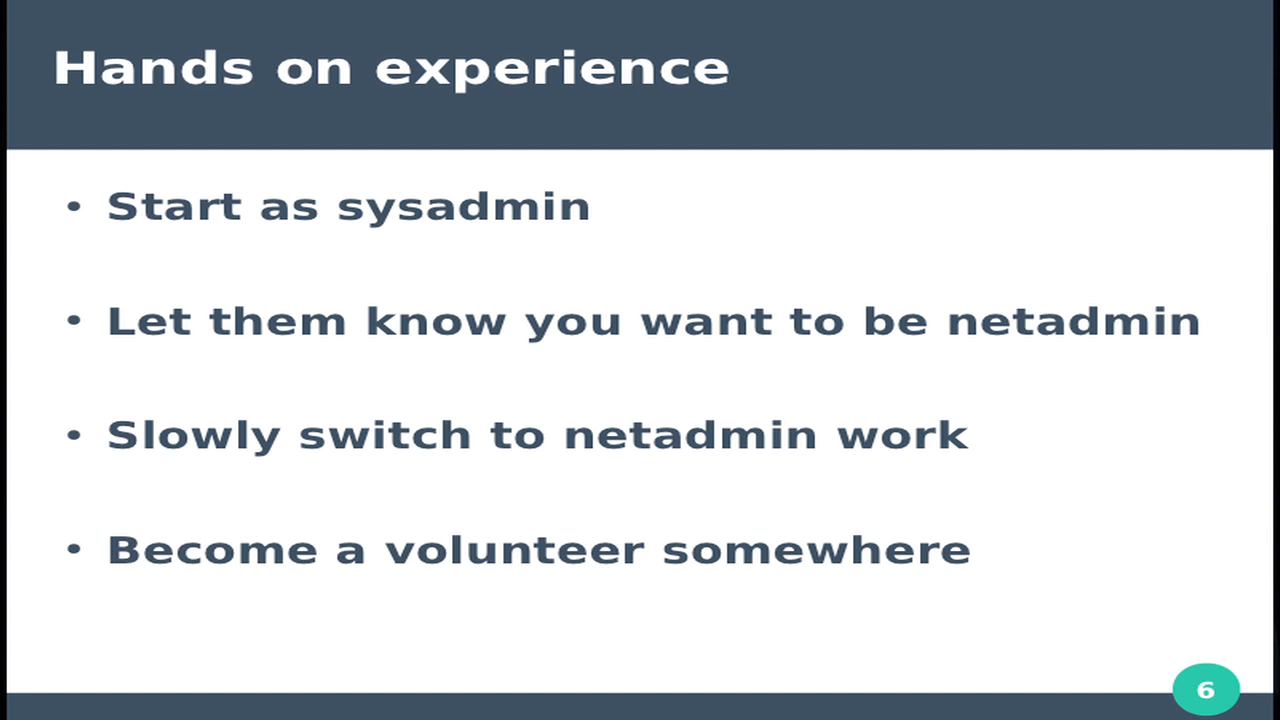 Hands on experience
• Start as sysadmin
• Let them know you want to be netadmin
• Slowly switch to netadmin work
• Become a volunteer somewhere
6